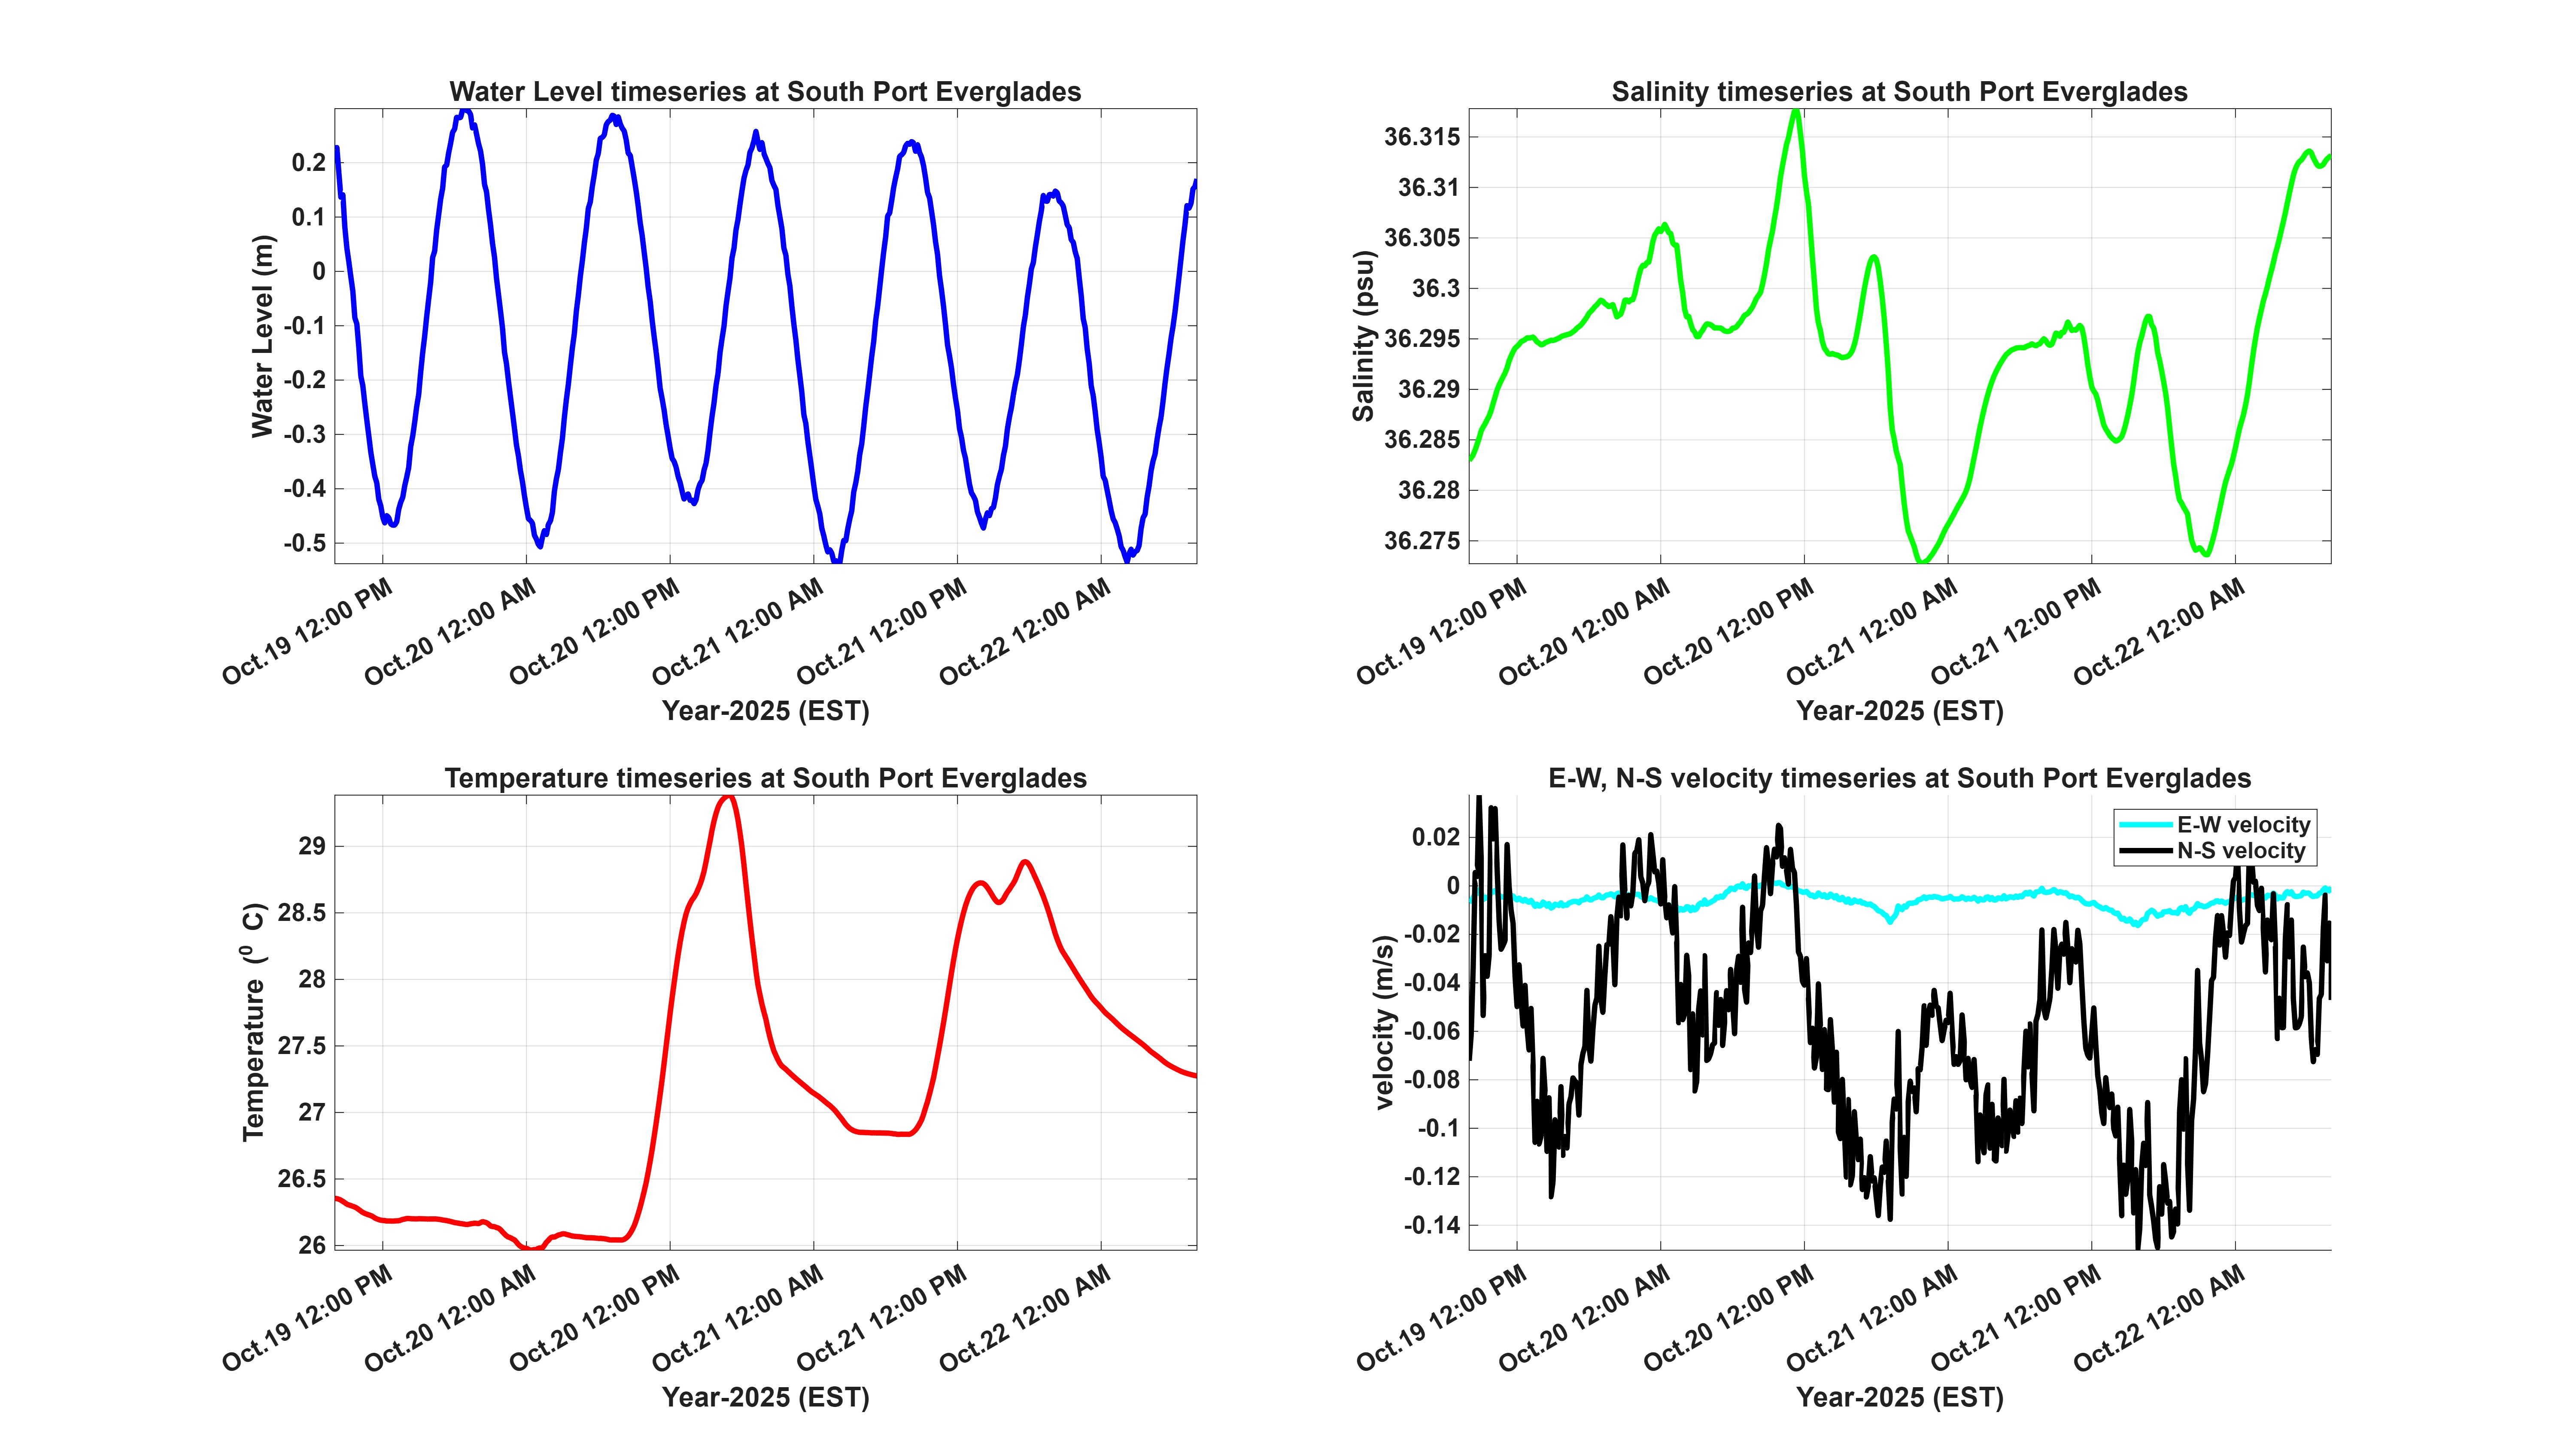 Water Level timeseries at South Port Everglades
Water Level (m)
0.2
0.1
0
-0.1
-0.2
-0.3
-0.4
-0.5
Oct.19 12:00 PM
Oct.20 12:00 AM
Oct.20 12:00 PM
Oct.21 12:00 AM
Oct.21 12:00 PM
Oct.22 12:00 AM
Year-2025 (EST)
Salinity timeseries at South Port Everglades
Salinity (psu)
36.315
36.31
36.305
36.3
36.295
36.29
36.285
36.28
36.275
Oct.19 12:00 PM
Oct.20 12:00 AM
Oct.20 12:00 PM
Oct.21 12:00 AM
Oct.21 12:00 PM
Oct.22 12:00 AM
Year-2025 (EST)
Temperature timeseries at South Port Everglades
Temperature (⁰ C)
29
28.5
28
27.5
27
26.5
26
Oct.19 12:00 PM
Oct.20 12:00 AM
Oct.20 12:00 PM
Oct.21 12:00 AM
Oct.21 12:00 PM
Oct.22 12:00 AM
Year-2025 (EST)
E-W, N-S velocity timeseries at South Port Everglades
velocity (m/s)
0.02
0
-0.02
-0.04
-0.06
-0.08
-0.1
-0.12
-0.14
E-W velocity
N-S velocity
Oct.19 12:00 PM
Oct.20 12:00 AM
Oct.20 12:00 PM
Oct.21 12:00 AM
Oct.21 12:00 PM
Oct.22 12:00 AM
Year-2025 (EST)